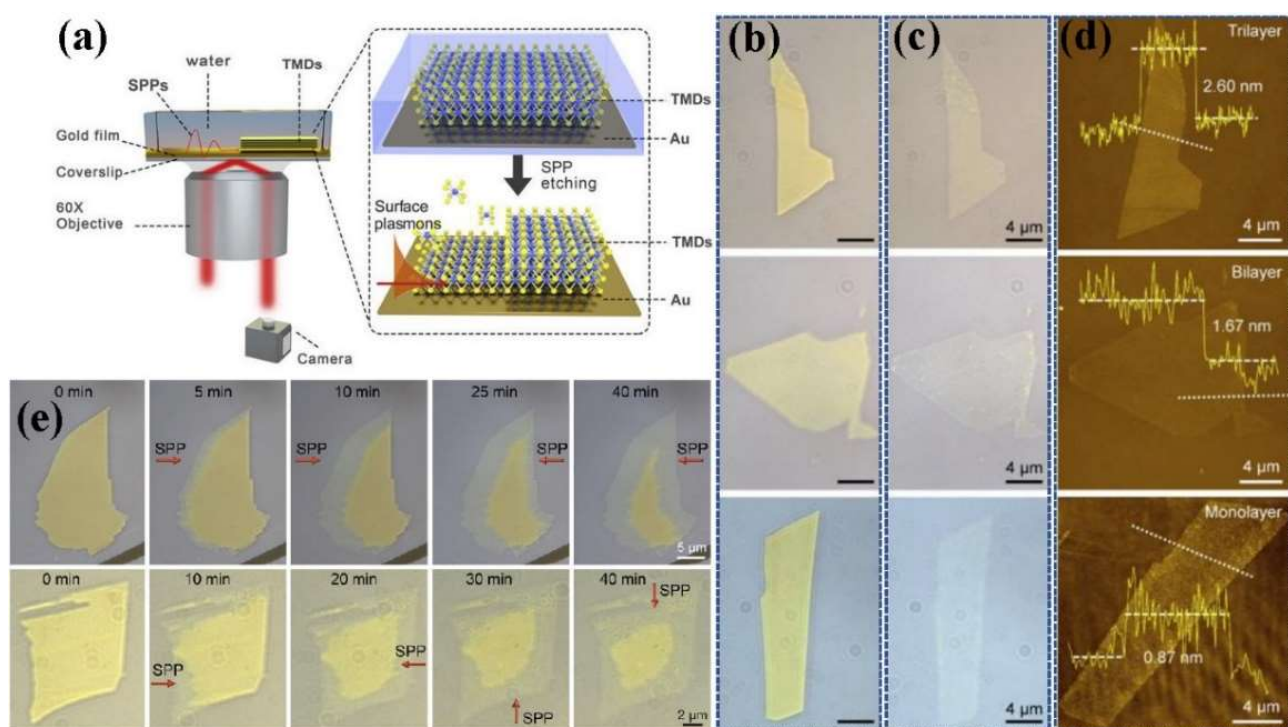 (a)
water
TMDs
SPPs
Gold film
Coverslip
60X
Objective
Camera
TMDs
Au
SPP
etching
Surface
plasmons
TMDs
Au
(b)
(c)
4 μm
4 μm
4 μm
(d)
Trilayer
2.60 nm
4 μm
Bilayer
1.67 nm
4 μm
Monolayer
0.87 nm
4 μm
(e)
0 min
5 min
10 min
25 min
40 min
SPP
SPP
SPP
SPP
5 μm
0 min
10 min
20 min
30 min
40 min
SPP
SPP
SPP
SPP
2 μm